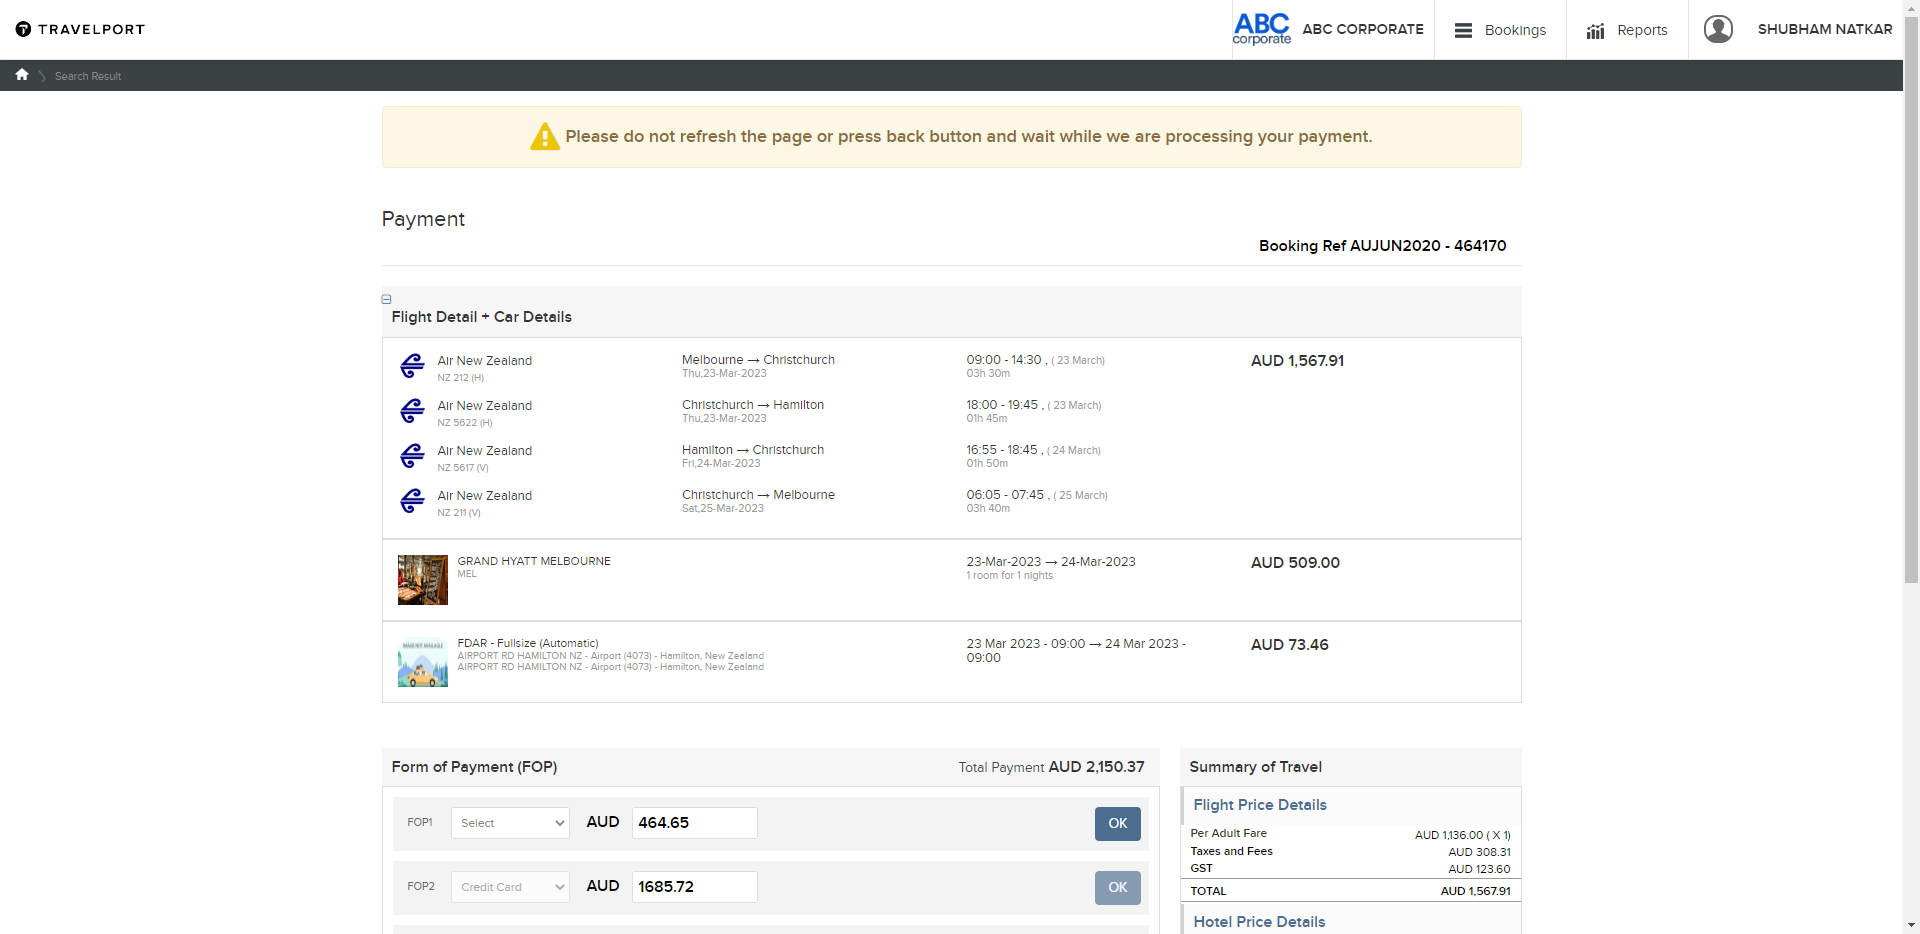 TRAVELPORT
ABC
corporate
ABC CORPORATE
Bookings
Reports
SHUBHAM NATKAR
Search Result
Please do not refresh the page or press back button and wait while we are processing your payment.
Payment
Booking Ref AUJUN2020 - 464170
Flight Detail + Car Details
Air New Zealand
NZ 212 (H)
Melbourne → Christchurch
Thu,23-Mar-2023
09:00 - 14:30 , ( 23 March)
03h 30m
AUD 1,567.91
Air New Zealand
NZ 5622 (H)
Christchurch → Hamilton
Thu,23-Mar-2023
18:00 - 19:45 , ( 23 March)
01h 45m
Air New Zealand
NZ 5617 (V)
Hamilton → Christchurch
Fri,24-Mar-2023
16:55 - 18:45 , ( 24 March)
01h 50m
Air New Zealand
NZ 211 (V)
Christchurch → Melbourne
Sat,25-Mar-2023
06:05 - 07:45 , ( 25 March)
03h 40m
GRAND HYATT MELBOURNE
MEL
23-Mar-2023 → 24-Mar-2023
1 room for 1 nights
AUD 509.00
IMAGE NOT AVAILABLE
FDAR - Fullsize (Automatic)
AIRPORT RD HAMILTON NZ - Airport (4073) - Hamilton, New Zealand
AIRPORT RD HAMILTON NZ - Airport (4073) - Hamilton, New Zealand
23 Mar 2023 - 09:00 → 24 Mar 2023 -
09:00
AUD 73.46
Form of Payment (FOP)
Total Payment AUD 2,150.37
FOP1
Select
AUD
464.65
OK
FOP2
Credit Card
AUD
1685.72
OK
Summary of Travel
Flight Price Details
Per Adult Fare
AUD 1,136.00 ( X 1)
Taxes and Fees
AUD 308.31
GST
AUD 123.60
TOTAL
AUD 1,567.91
Hotel Price Details